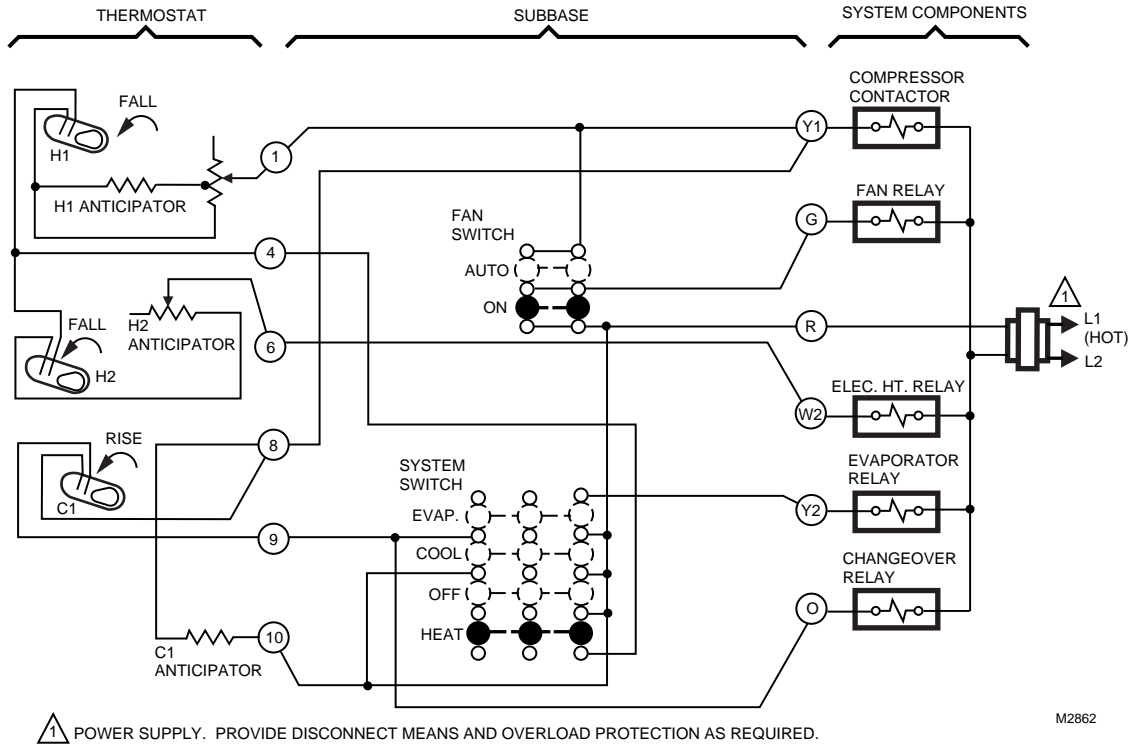 THERMOSTAT
SUBBASE
SYSTEM COMPONENTS
COMPRESSOR
CONTACTOR
FALL
H1
1
Y1
H1 ANTICIPATOR
FAN RELAY
FAN
SWITCH
G
4
AUTO
ON
R
1
L1
(HOT)
L2
FALL
H2
ANTICIPATOR
6
H2
ELEC. HT. RELAY
W2
RISE
8
C1
SYSTEM
SWITCH
EVAPORATOR
RELAY
EVAP.
Y2
9
COOL
CHANGEOVER
RELAY
OFF
O
HEAT
10
C1
ANTICIPATOR
M2862
1 POWER SUPPLY. PROVIDE DISCONNECT MEANS AND OVERLOAD PROTECTION AS REQUIRED.